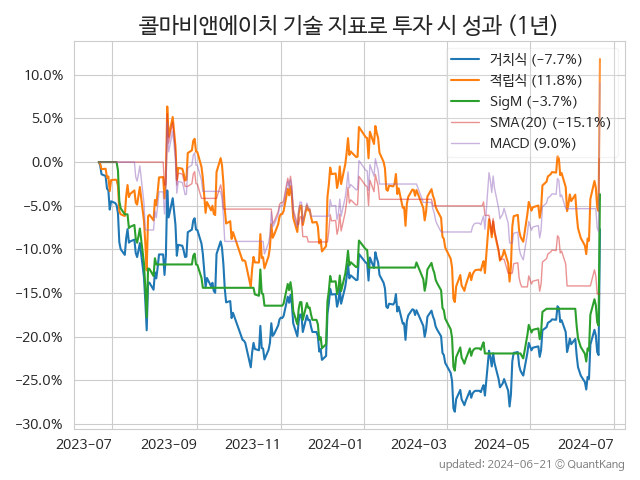 콜마비앤에이치 기술 지표로 투자 시 성과 (1년)
거치식 (−7.7%)
적립식 (11.8%)
SigM (−3.7%)
SMA(20) (−15.1%)
MACD (9.0%)
10.0%
5.0%
0.0%
−5.0%
−10.0%
−15.0%
−20.0%
−25.0%
−30.0%
2023-07 2023-09 2023-11 2024-01 2024-03 2024-05 2024-07
updated: 2024-06-21 © QuantKang